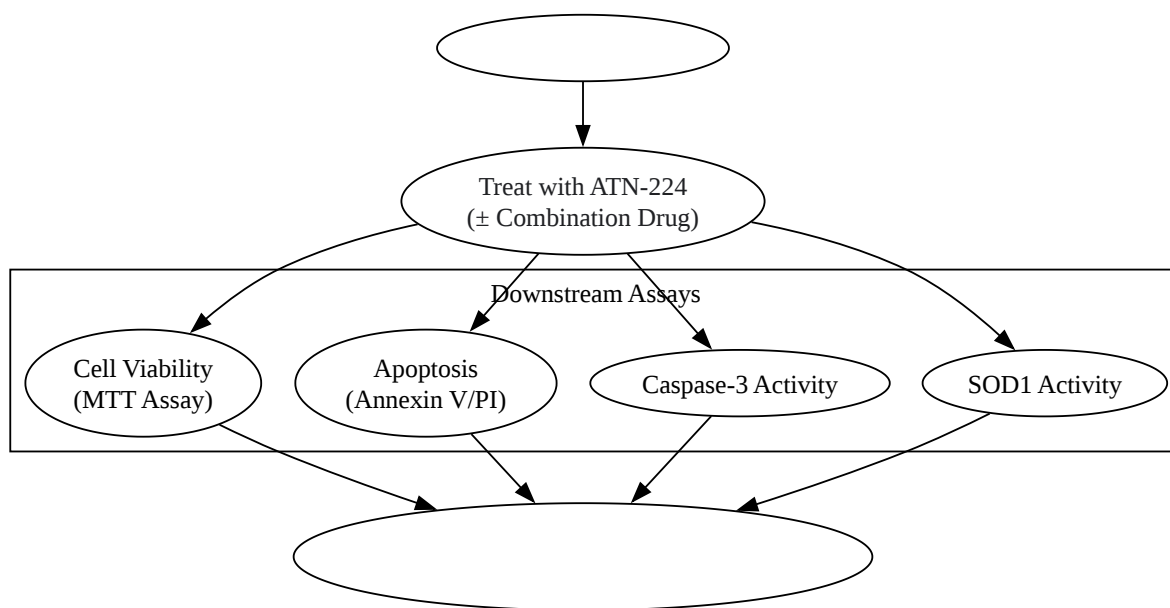 Treat with ATN-224
(± Combination Drug)
Downstream Assays
Cell Viability
(MTT Assay)
Apoptosis
(Annexin V/PI)
Caspase-3 Activity
SOD1 Activity